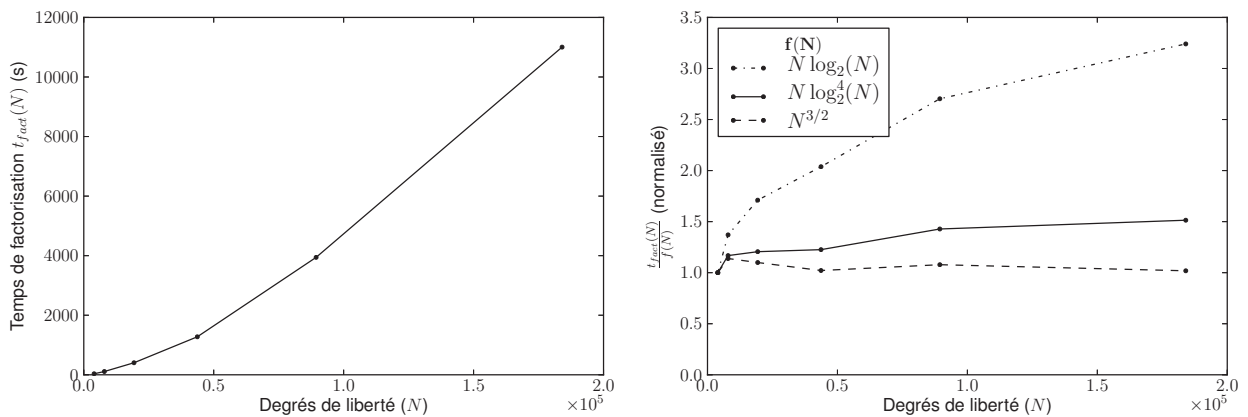 12000
10000
8000
6000
4000
2000
0
Temps de factorisation t_fact(N) (s)
0.0 0.5 1.0 1.5 2.0
Degrés de liberté (N) ×10^5
3.5
3.0
2.5
2.0
1.5
1.0
0.5
0.0
t_fact(N)/f(N) (normalisé)
f(N)
N log_2(N)
N log_2^4(N)
N^{3/2}
0.0 0.5 1.0 1.5 2.0
Degrés de liberté (N) ×10^5